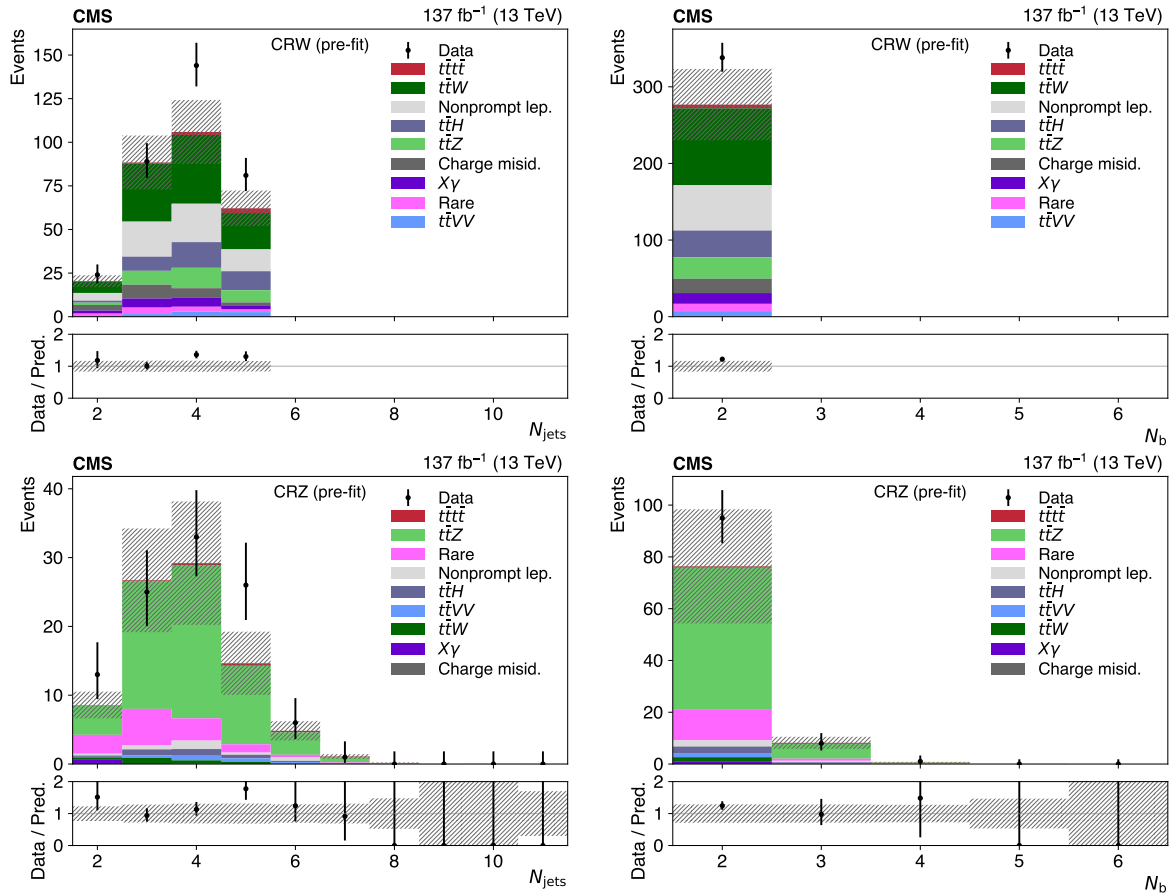 CMS 137 fb⁻¹ (13 TeV)
CRW (pre-fit)
Events
150
125
100
75
50
25
0
Data
tt̄tt̄
tt̄W
Nonprompt lep.
tt̄H
tt̄Z
Charge misid.
Xγ
Rare
tt̄VV
Data / Pred.
2
1
0
2 4 6 8 10
N_jets
CMS 137 fb⁻¹ (13 TeV)
CRW (pre-fit)
Events
300
200
100
0
Data
tt̄tt̄
tt̄W
Nonprompt lep.
tt̄H
tt̄Z
Charge misid.
Xγ
Rare
tt̄VV
Data / Pred.
2
1
0
2 3 4 5 6
N_b
CMS 137 fb⁻¹ (13 TeV)
CRZ (pre-fit)
Events
40
30
20
10
0
Data
tt̄tt̄
tt̄Z
Rare
Nonprompt lep.
tt̄H
tt̄VV
tt̄W
Xγ
Charge misid.
Data / Pred.
2
1
0
2 4 6 8 10
N_jets
CMS 137 fb⁻¹ (13 TeV)
CRZ (pre-fit)
Events
100
80
60
40
20
0
Data
tt̄tt̄
tt̄Z
Rare
Nonprompt lep.
tt̄H
tt̄VV
tt̄W
Xγ
Charge misid.
Data / Pred.
2
1
0
2 3 4 5 6
N_b